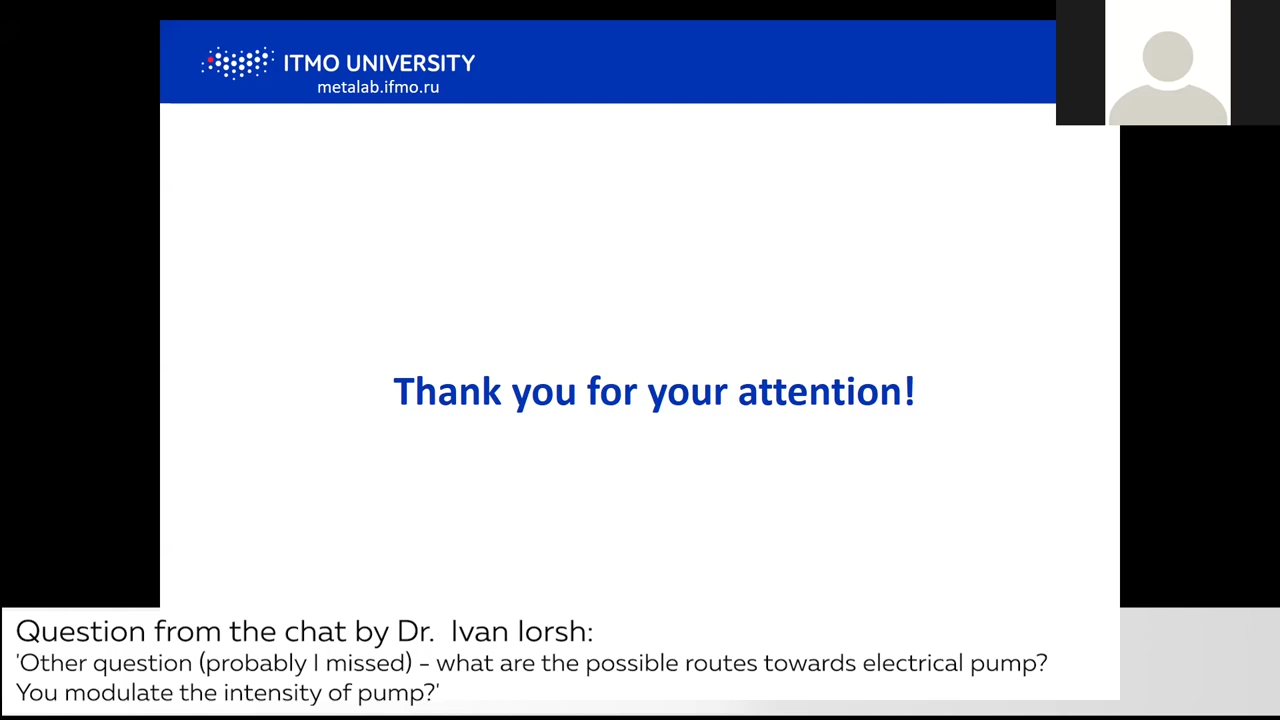 ITMO UNIVERSITY
metalab.ifmo.ru
Thank you for your attention!
Question from the chat by Dr. Ivan Iorsh:
'Other question (probably I missed) - what are the possible routes towards electrical pump?
You modulate the intensity of pump?'